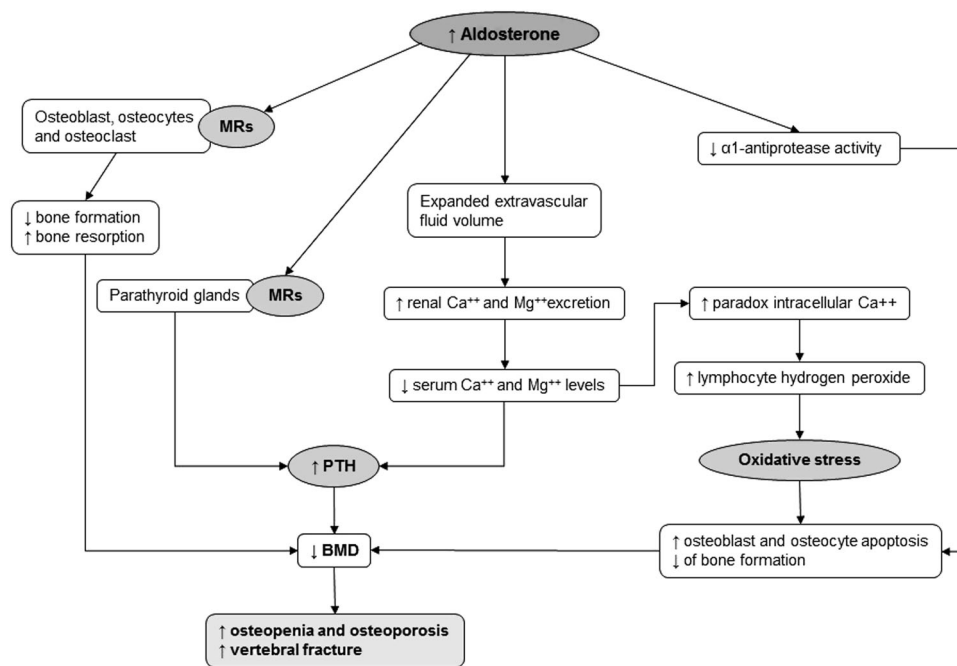 ↑ Aldosterone
Osteoblast, osteocytes
and osteoclast
MRs
↓ α1-antiprotease activity
↓ bone formation
↑ bone resorption
Expanded extravascular
fluid volume
Parathyroid glands
MRs
↑ renal Ca⁺⁺ and Mg⁺⁺excretion
↑ paradox intracellular Ca++
↓ serum Ca⁺⁺ and Mg⁺⁺ levels
↑ lymphocyte hydrogen peroxide
↑ PTH
Oxidative stress
↓ BMD
↑ osteoblast and osteocyte apoptosis
↓ of bone formation
↑ osteopenia and osteoporosis
↑ vertebral fracture